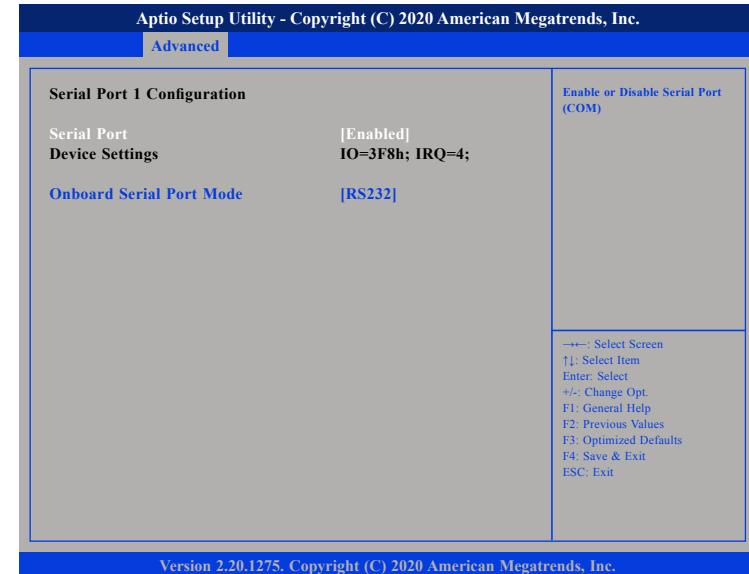 Aptio Setup Utility - Copyright (C) 2020 American Megatrends, Inc.
Advanced
Serial Port 1 Configuration
Serial Port [Enabled]
Device Settings IO=3F8h; IRQ=4;
Onboard Serial Port Mode [RS232]
Enable or Disable Serial Port
(COM)
→←: Select Screen
↑↓: Select Item
Enter: Select
+/-: Change Opt.
F1: General Help
F2: Previous Values
F3: Optimized Defaults
F4: Save & Exit
ESC: Exit
Version 2.20.1275. Copyright (C) 2020 American Megatrends, Inc.